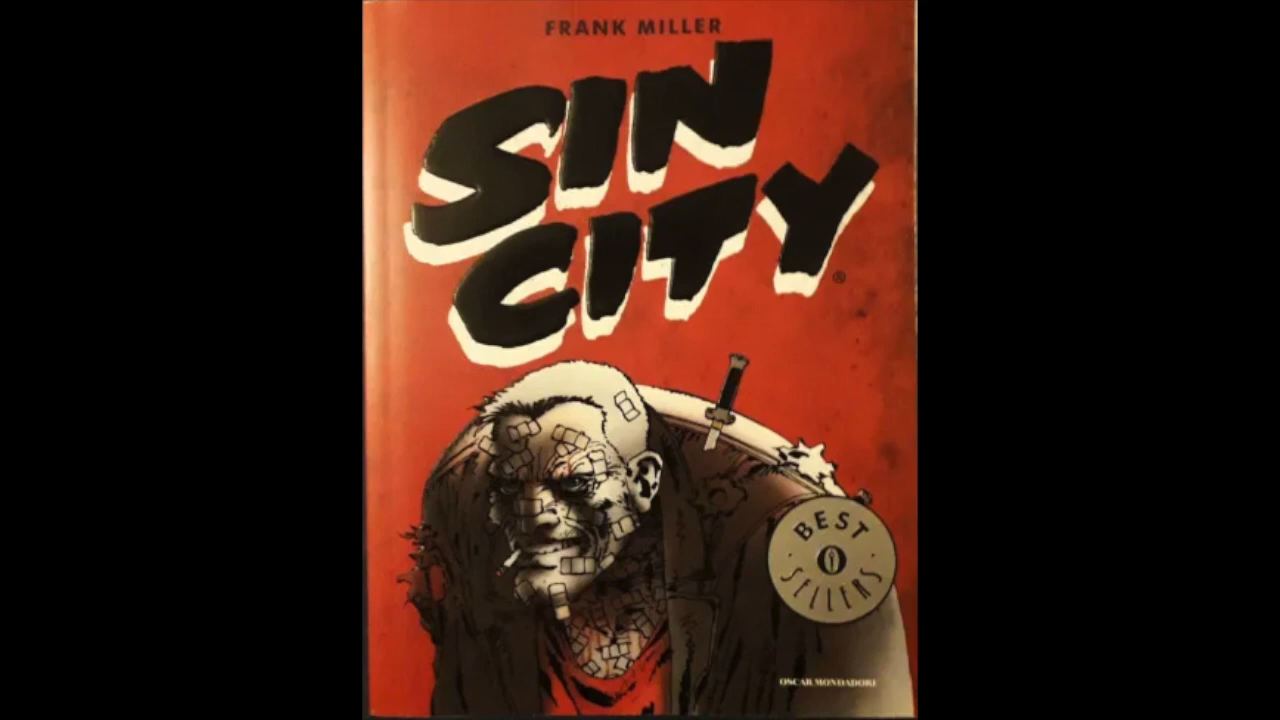 FRANK MILLER
SIN
CITY
®
BEST
SELLERS
OSCAR MONDADORI